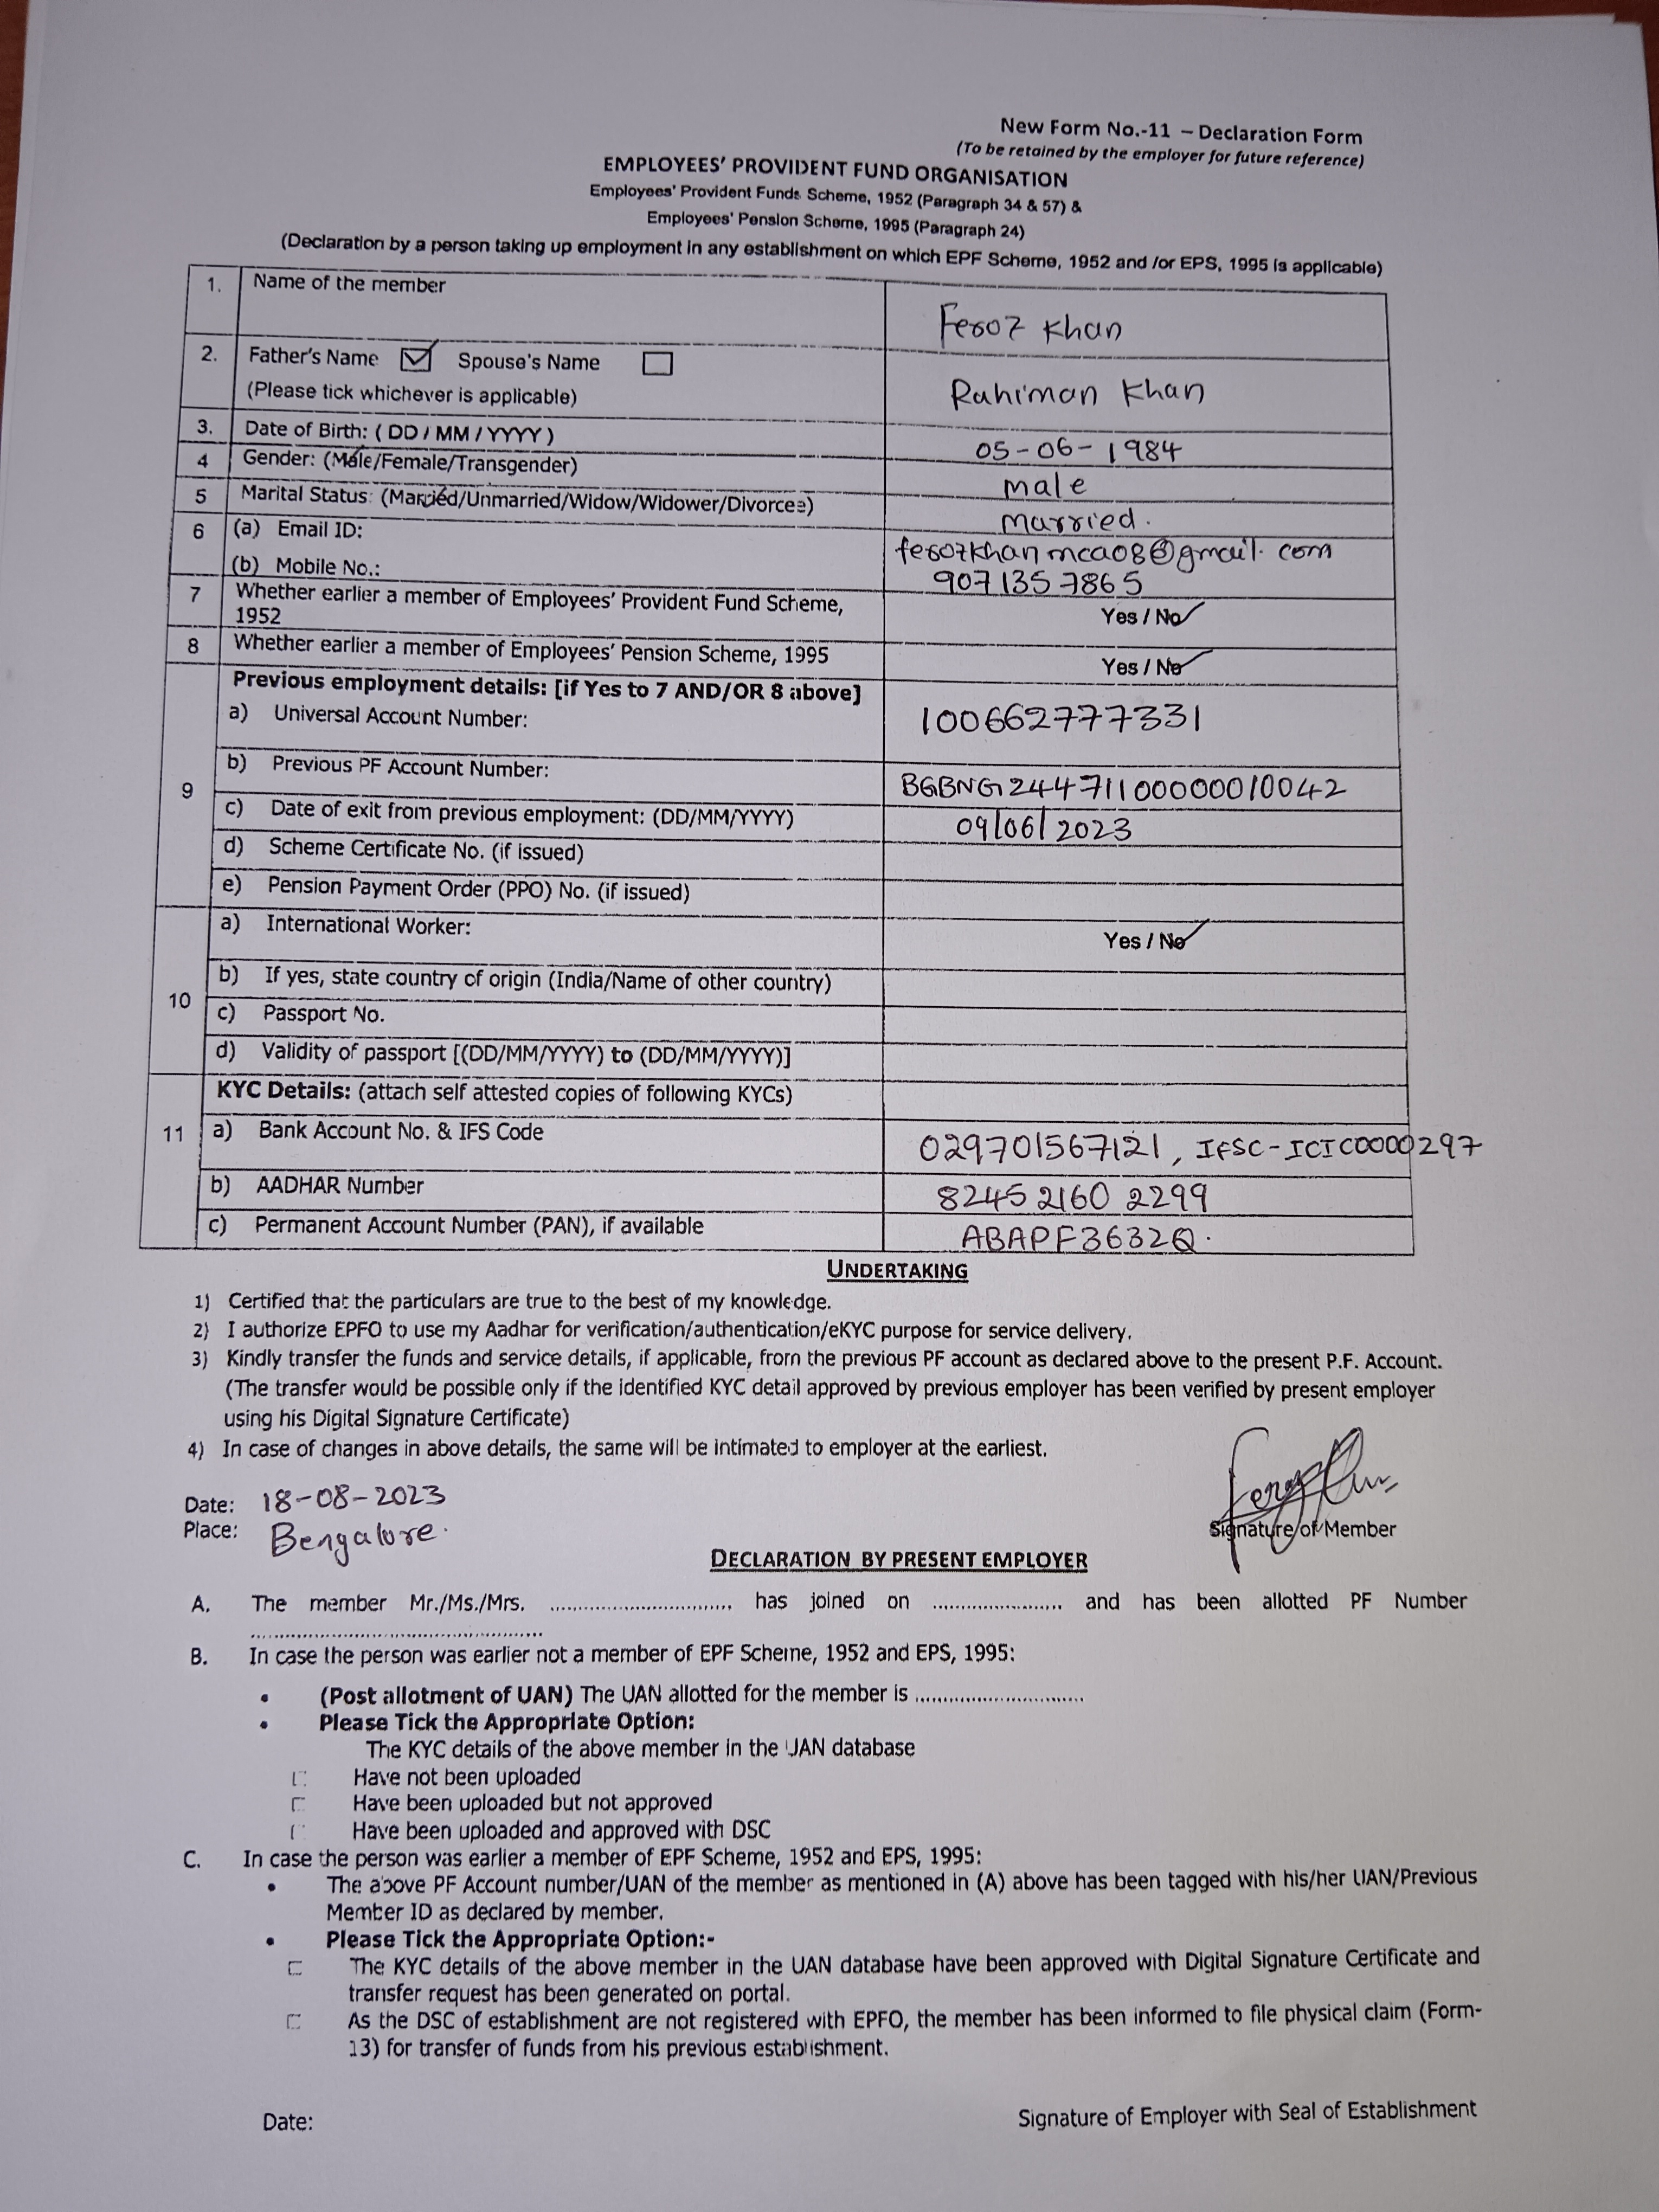 New Form No.-11 – Declaration Form
(To be retained by the employer for future reference)
EMPLOYEES' PROVIDENT FUND ORGANISATION
Employees' Provident Funds Scheme, 1952 (Paragraph 34 & 57) &
Employees' Pension Scheme, 1995 (Paragraph 24)
(Declaration by a person taking up employment in any establishment on which EPF Scheme, 1952 and /or EPS, 1995 is applicable)
1. Name of the member Feroz Khan
2. Father's Name Spouse's Name
(Please tick whichever is applicable) Rahiman Khan
3. Date of Birth: ( DD / MM / YYYY ) 05-06-1984
4 Gender: (Male/Female/Transgender) male
5 Marital Status: (Married/Unmarried/Widow/Widower/Divorcee) married.
6 (a) Email ID: ferozkhanmca08@gmail.com
(b) Mobile No.: 9071357865
7 Whether earlier a member of Employees' Provident Fund Scheme,
1952 Yes / No
8 Whether earlier a member of Employees' Pension Scheme, 1995 Yes / No
Previous employment details: [if Yes to 7 AND/OR 8 above]
a) Universal Account Number: 100662777331
9 b) Previous PF Account Number: BGBNG24471100000010042
c) Date of exit from previous employment: (DD/MM/YYYY) 09/06/2023
d) Scheme Certificate No. (if issued)
e) Pension Payment Order (PPO) No. (if issued)
10 a) International Worker: Yes / No
b) If yes, state country of origin (India/Name of other country)
c) Passport No.
d) Validity of passport [(DD/MM/YYYY) to (DD/MM/YYYY)]
KYC Details: (attach self attested copies of following KYCs)
11 a) Bank Account No. & IFS Code 029701567121, IFSC-ICIC0000297
b) AADHAR Number 8245 2160 2299
c) Permanent Account Number (PAN), if available ABAPF3632Q.
UNDERTAKING
1) Certified that the particulars are true to the best of my knowledge.
2) I authorize EPFO to use my Aadhar for verification/authentication/eKYC purpose for service delivery.
3) Kindly transfer the funds and service details, if applicable, from the previous PF account as declared above to the present P.F. Account.
(The transfer would be possible only if the identified KYC detail approved by previous employer has been verified by present employer
using his Digital Signature Certificate)
4) In case of changes in above details, the same will be intimated to employer at the earliest.
Date: 18-08-2023
Place: Bengalore.
Signature of Member
DECLARATION BY PRESENT EMPLOYER
A. The member Mr./Ms./Mrs. .............................. has joined on ...................... and has been allotted PF Number
................................................
B. In case the person was earlier not a member of EPF Scheme, 1952 and EPS, 1995:
• (Post allotment of UAN) The UAN allotted for the member is ............................
• Please Tick the Appropriate Option:
The KYC details of the above member in the UAN database
Have not been uploaded
Have been uploaded but not approved
Have been uploaded and approved with DSC
C. In case the person was earlier a member of EPF Scheme, 1952 and EPS, 1995:
• The above PF Account number/UAN of the member as mentioned in (A) above has been tagged with his/her UAN/Previous
Member ID as declared by member.
• Please Tick the Appropriate Option:-
The KYC details of the above member in the UAN database have been approved with Digital Signature Certificate and
transfer request has been generated on portal.
As the DSC of establishment are not registered with EPFO, the member has been informed to file physical claim (Form-
13) for transfer of funds from his previous establishment.
Date:
Signature of Employer with Seal of Establishment